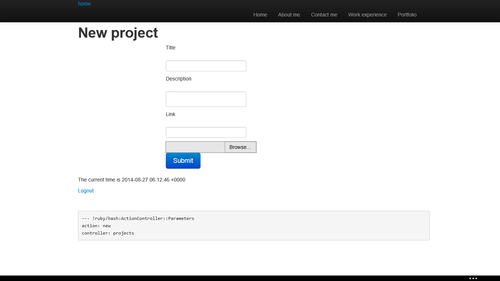 home
Home About me Contact me Work experience Portfolio
New project
Title
Description
Link
Browse...
Submit
The current time is 2014-08-27 06:12:46 +0000
Logout
--- !ruby/hash:ActionController::Parameters
action: new
controller: projects